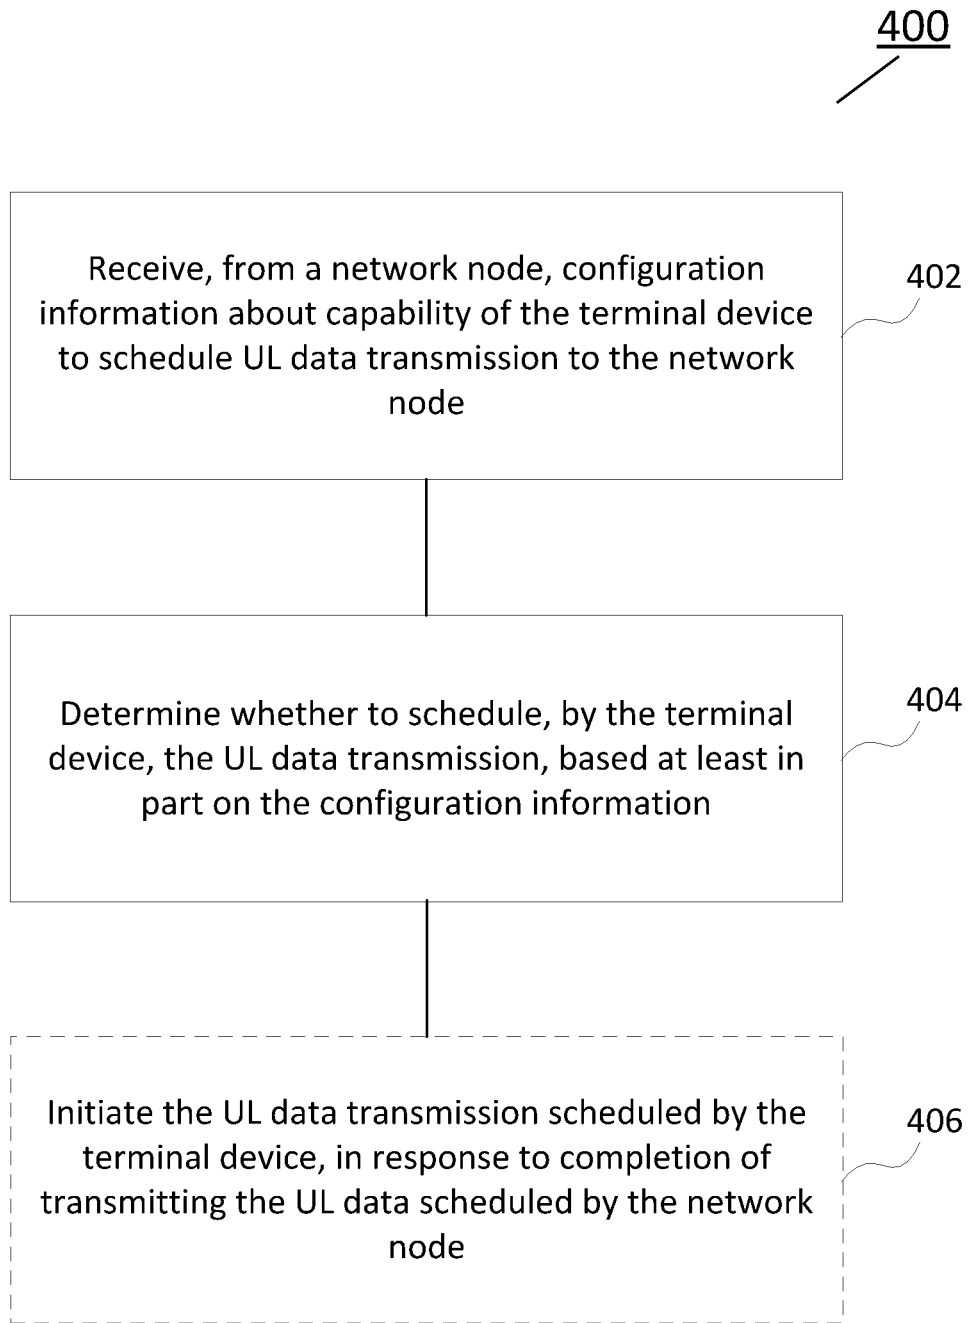 400
Receive, from a network node, configuration
information about capability of the terminal device
to schedule UL data transmission to the network
node
402
Determine whether to schedule, by the terminal
device, the UL data transmission, based at least in
part on the configuration information
404
Initiate the UL data transmission scheduled by the
terminal device, in response to completion of
transmitting the UL data scheduled by the network
node
406